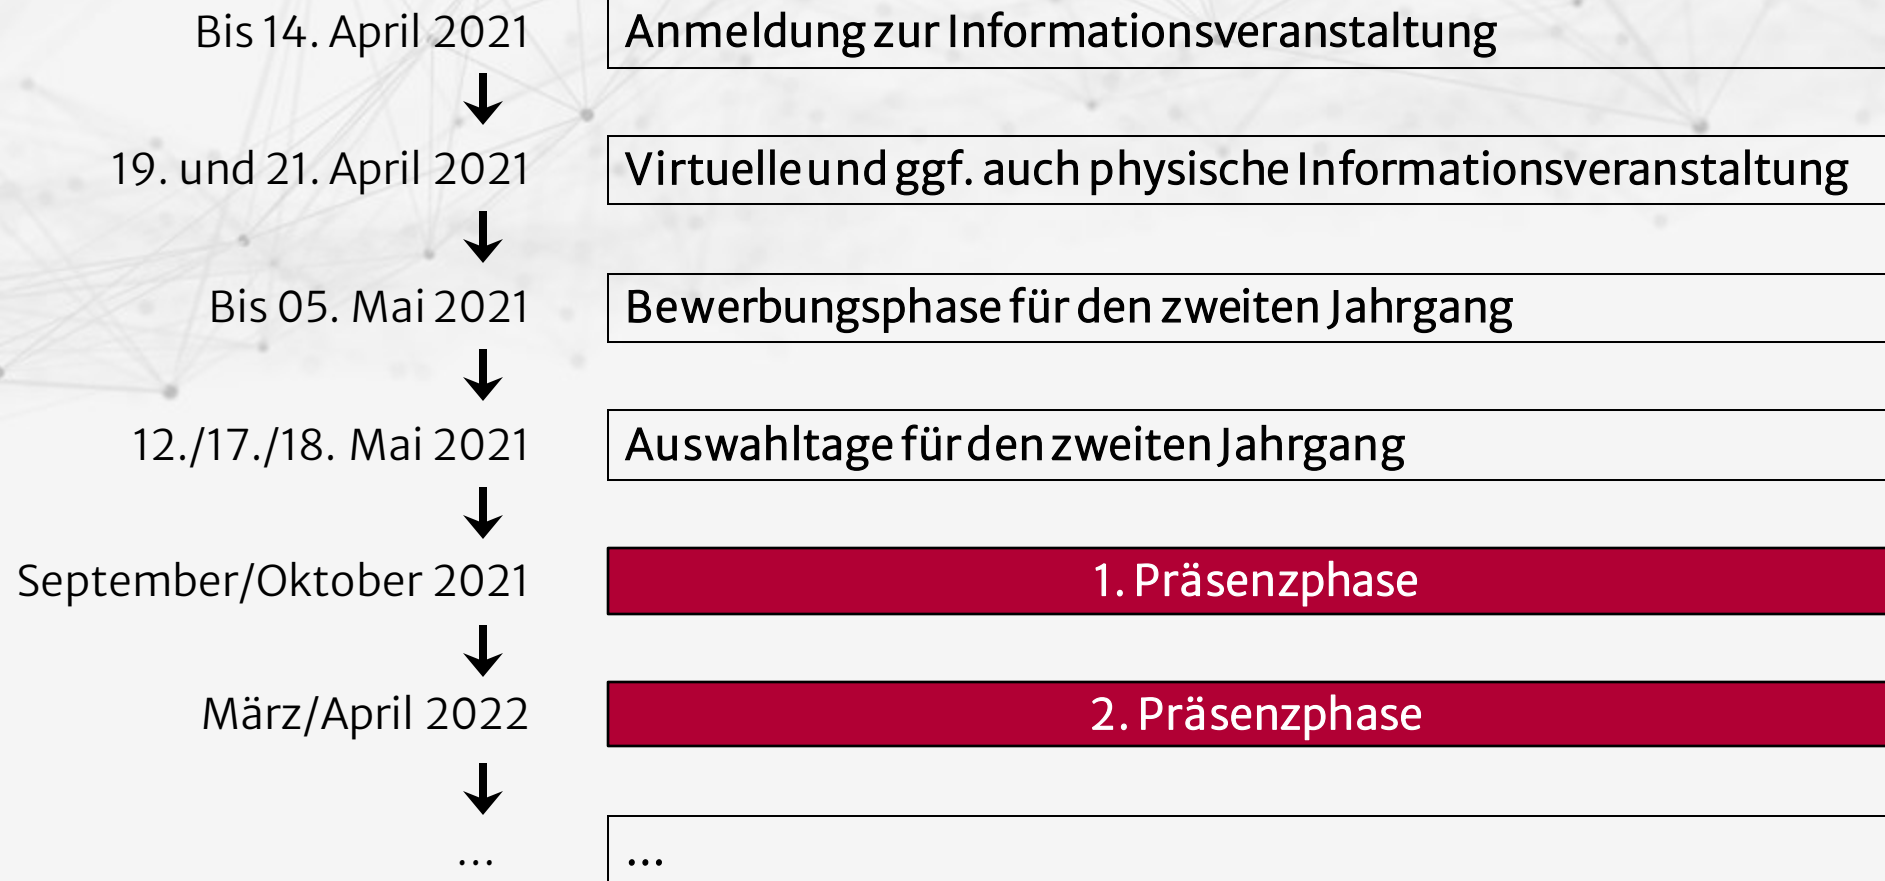 Bis 14. April 2021 Anmeldung zur Informationsveranstaltung
19. und 21. April 2021 Virtuelle und ggf. auch physische Informationsveranstaltung
Bis 05. Mai 2021 Bewerbungsphase für den zweiten Jahrgang
12./17./18. Mai 2021 Auswahltage für den zweiten Jahrgang
September/Oktober 2021 1. Präsenzphase
März/April 2022 2. Präsenzphase
... ...